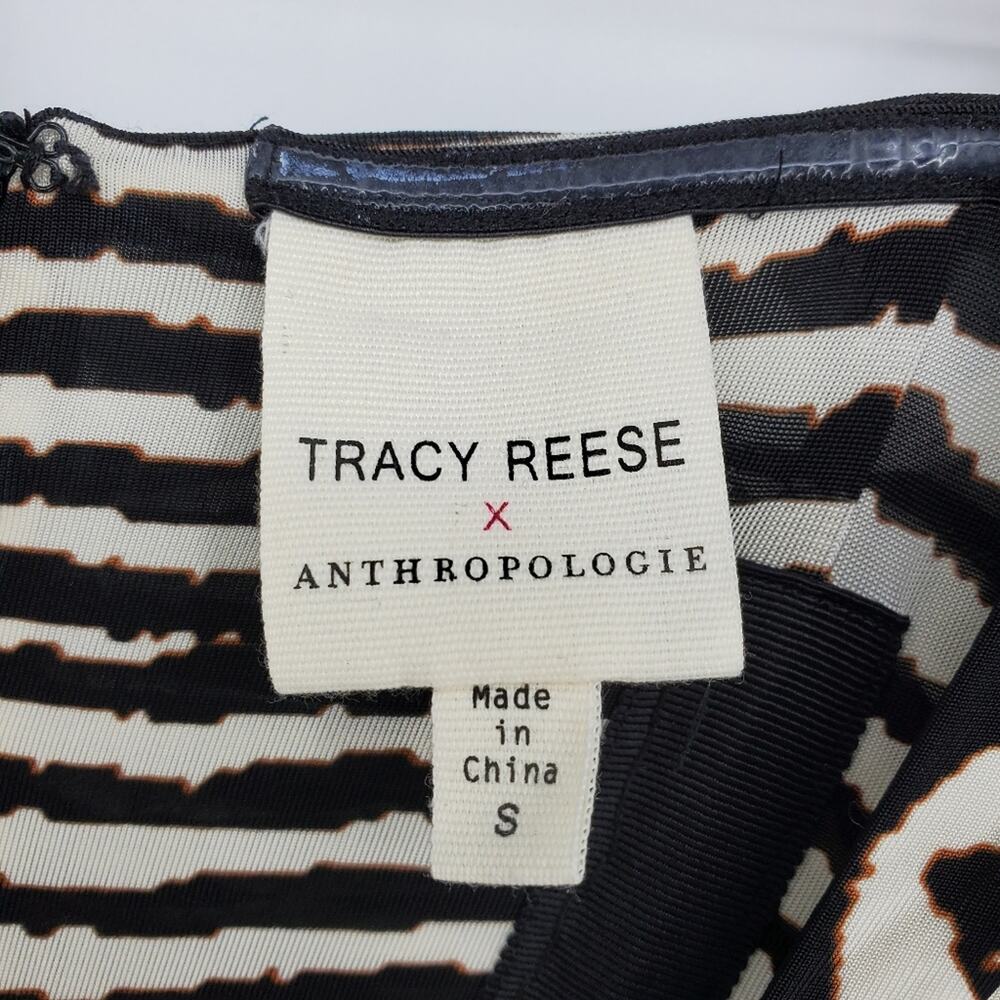 TRACY REESE
X
ANTHROPOLOGIE
Made
in
China
S